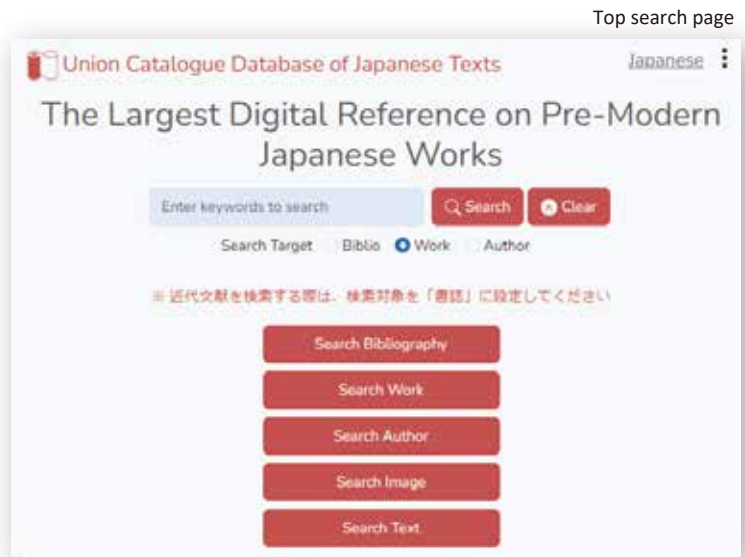 Top search page
Union Catalogue Database of Japanese Texts
Japanese
The Largest Digital Reference on Pre-Modern
Japanese Works
Enter keywords to search
Search
Clear
Search Target Biblio Work Author
※ 近代文献を検索する際は、検索対象を「書誌」に設定してください
Search Bibliography
Search Work
Search Author
Search Image
Search Text